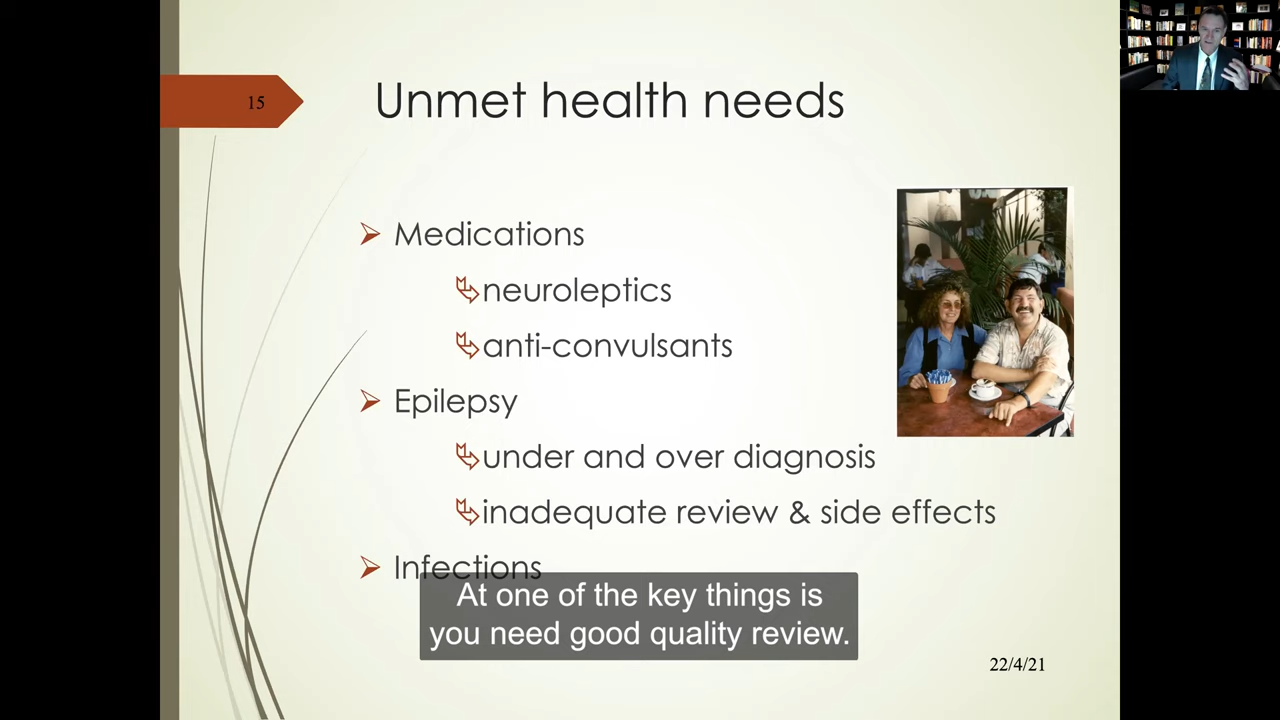 15
Unmet health needs
Medications
neuroleptics
anti-convulsants
Epilepsy
under and over diagnosis
inadequate review & side effects
Infections
At one of the key things is
you need good quality review.
22/4/21